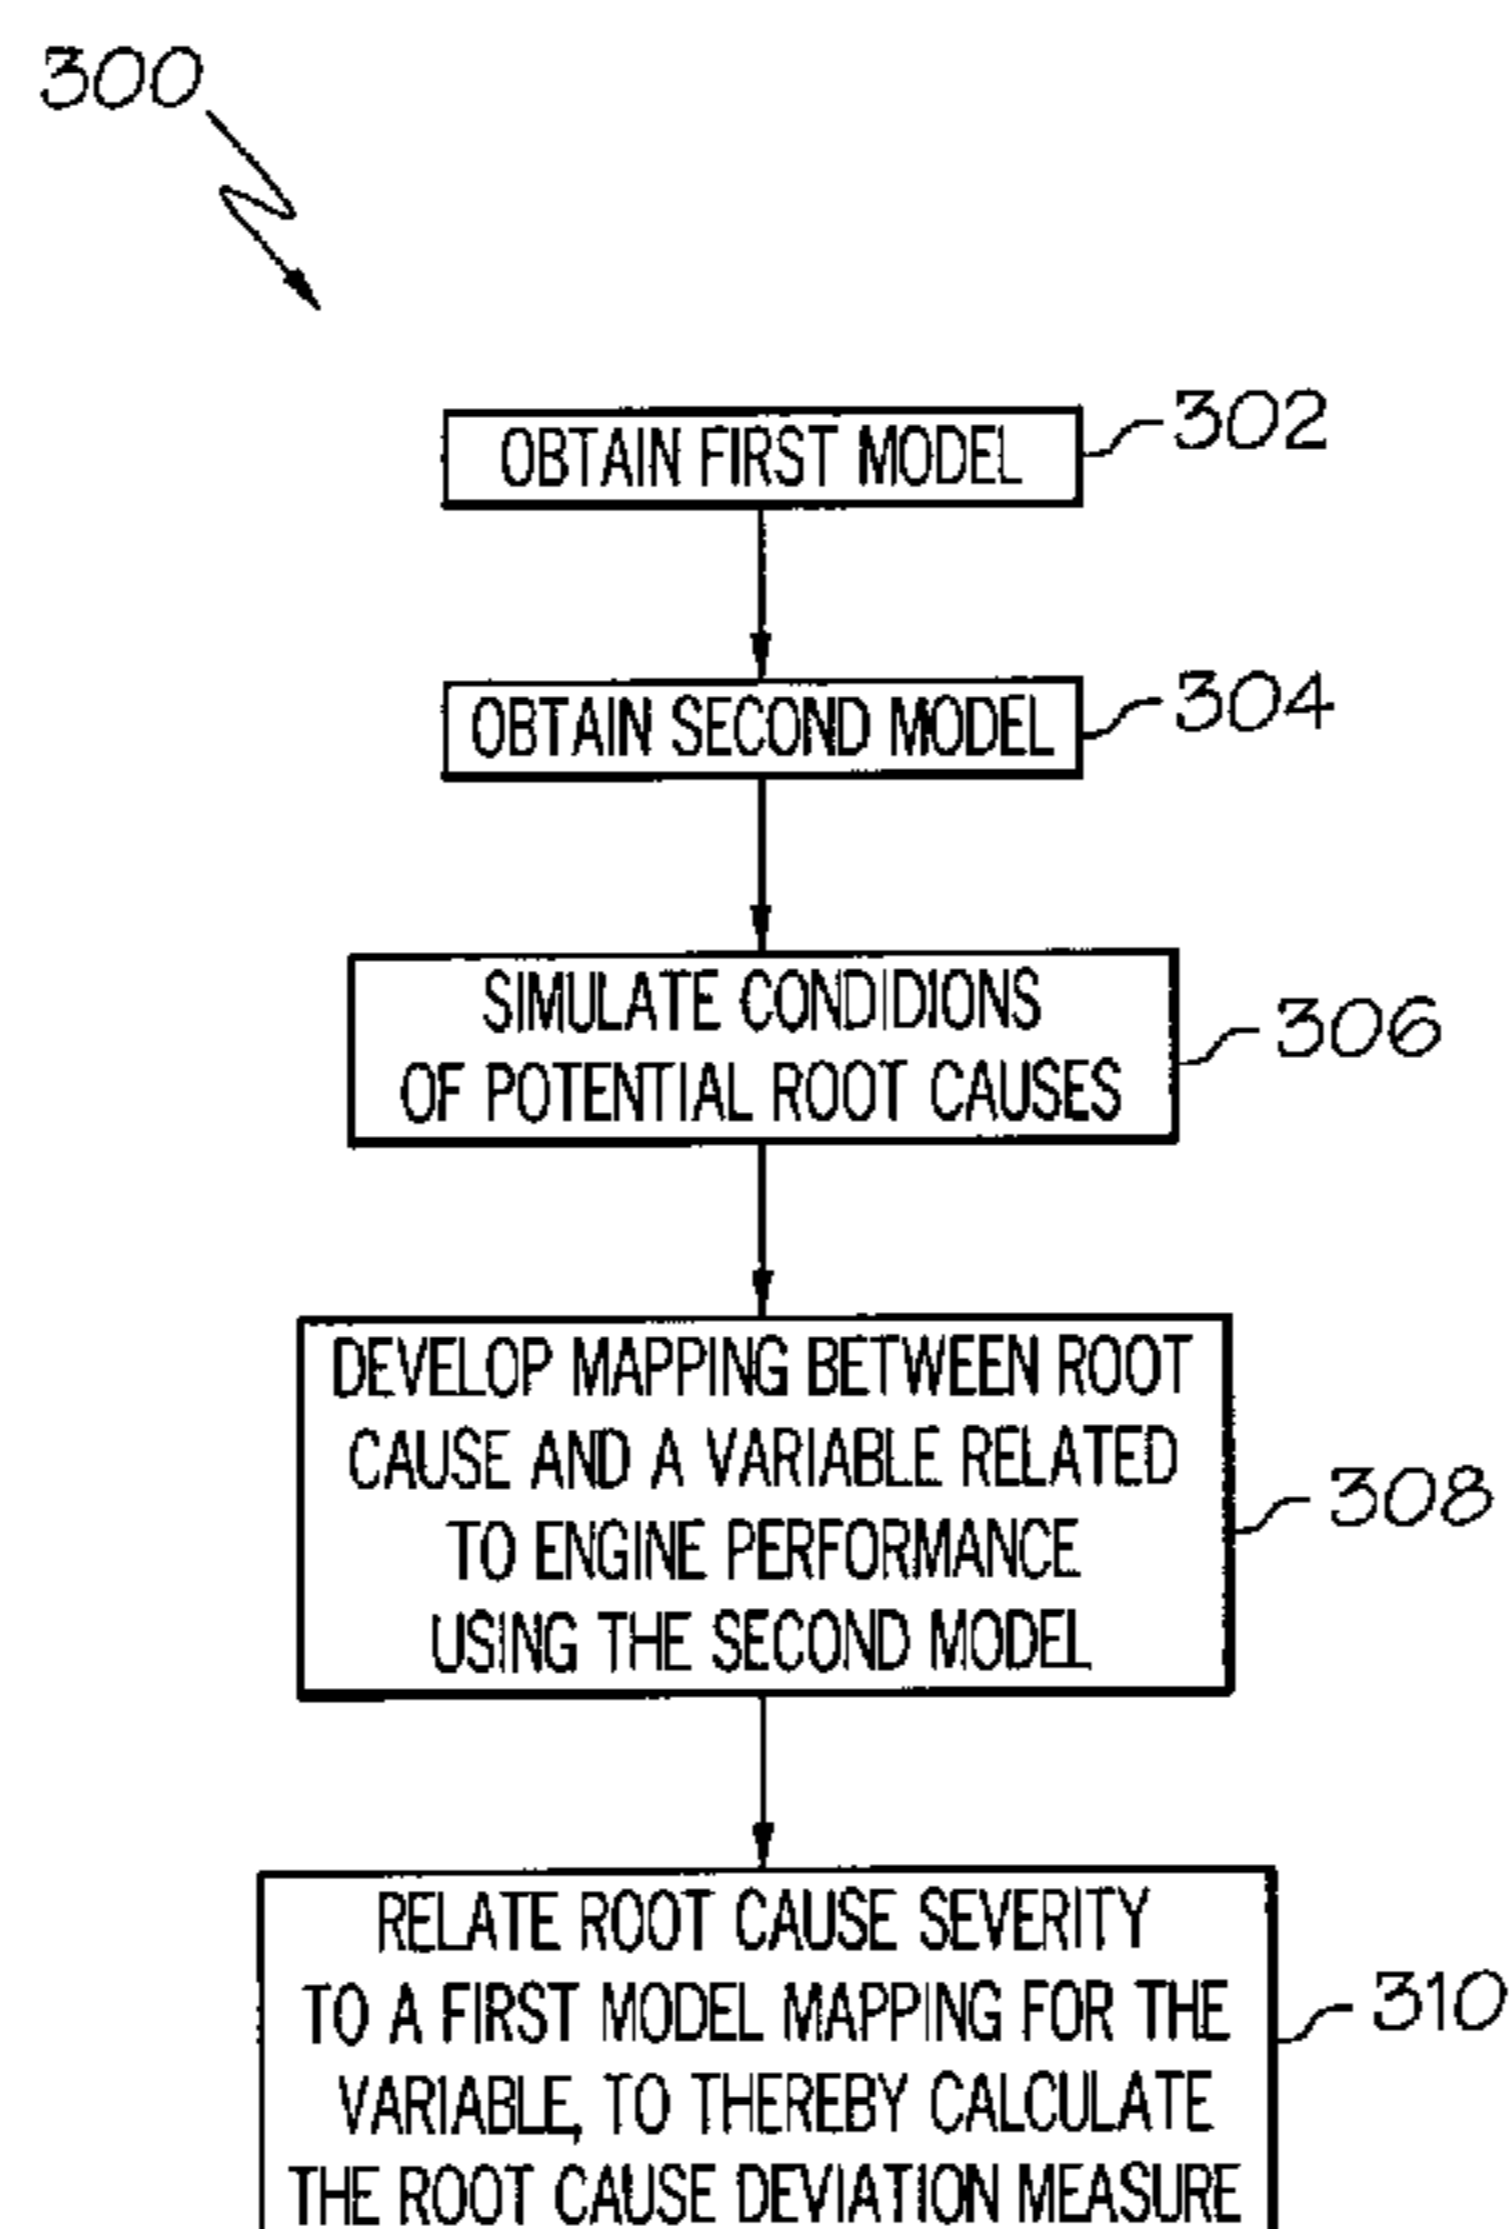 300
OBTAIN FIRST MODEL
302
OBTAIN SECOND MODEL
304
SIMULATE CONDIDIONS
OF POTENTIAL ROOT CAUSES
306
DEVELOP MAPPING BETWEEN ROOT
CAUSE AND A VARIABLE RELATED
TO ENGINE PERFORMANCE
USING THE SECOND MODEL
308
RELATE ROOT CAUSE SEVERITY
TO A FIRST MODEL MAPPING FOR THE
VARIABLE, TO THEREBY CALCULATE
THE ROOT CAUSE DEVIATION MEASURE
310